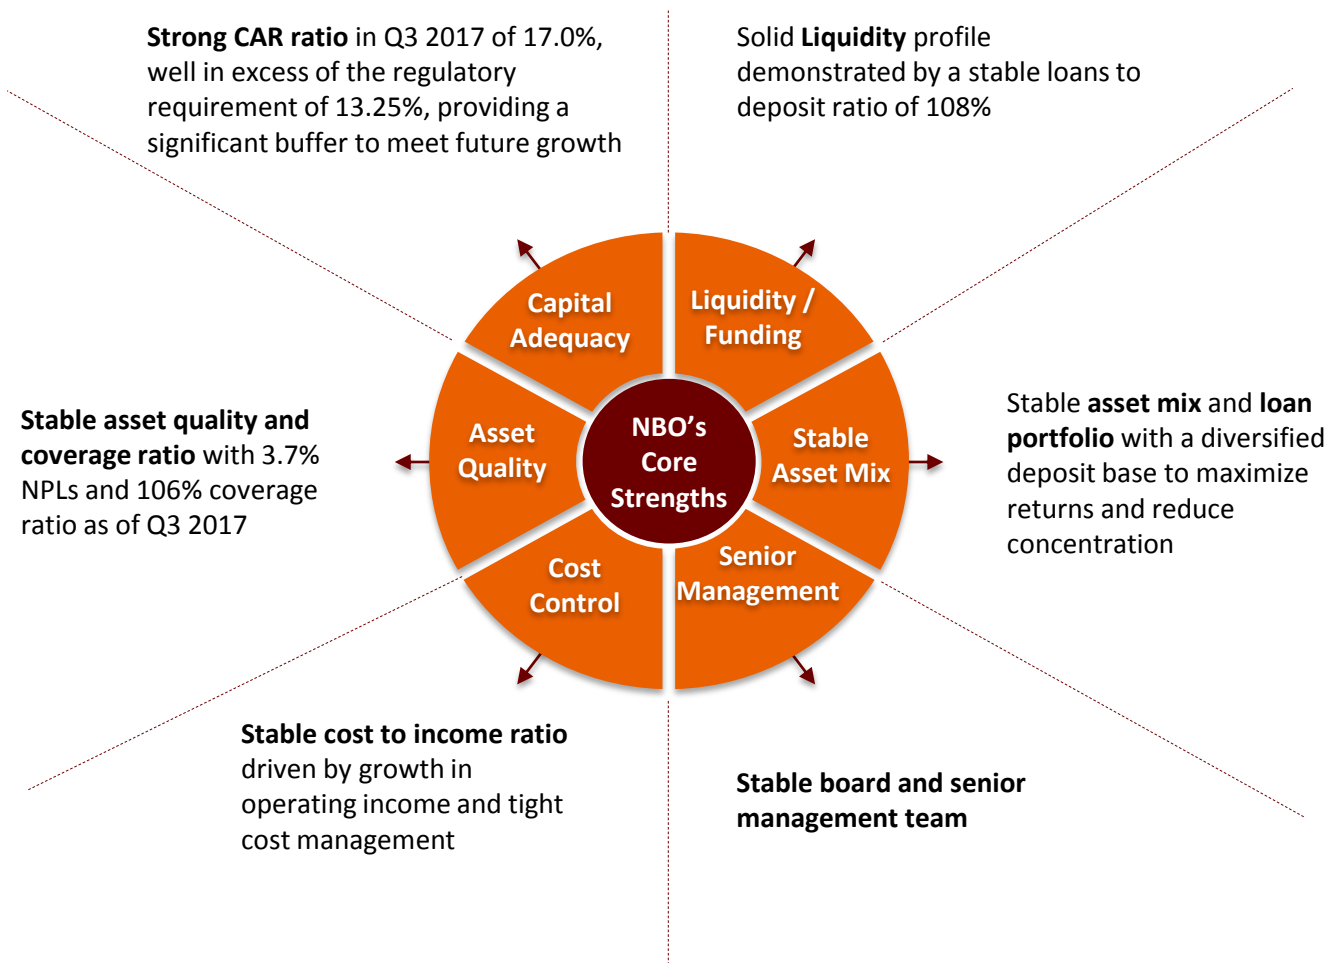 Strong CAR ratio in Q3 2017 of 17.0%,
well in excess of the regulatory
requirement of 13.25%, providing a
significant buffer to meet future growth
Solid Liquidity profile
demonstrated by a stable loans to
deposit ratio of 108%
Capital
Adequacy
Liquidity /
Funding
Stable asset quality and
coverage ratio with 3.7%
NPLs and 106% coverage
ratio as of Q3 2017
Asset
Quality
NBO's
Core
Strengths
Stable
Asset Mix
Stable asset mix and loan
portfolio with a diversified
deposit base to maximize
returns and reduce
concentration
Cost
Control
Senior
Management
Stable cost to income ratio
driven by growth in
operating income and tight
cost management
Stable board and senior
management team